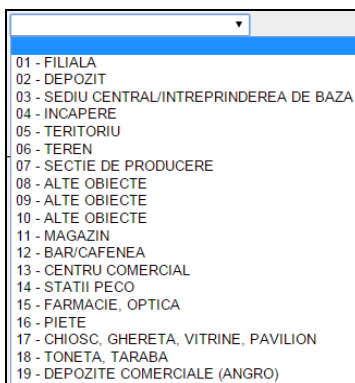 01 - FILIALA
02 - DEPOZIT
03 - SEDIU CENTRAL/INTREPRINDEREA DE BAZA
04 - INCAPERE
05 - TERITORIU
06 - TEREN
07 - SECTIE DE PRODUCERE
08 - ALTE OBIECTE
09 - ALTE OBIECTE
10 - ALTE OBIECTE
11 - MAGAZIN
12 - BAR/CAFENEA
13 - CENTRU COMERCIAL
14 - STATII PECO
15 - FARMACIE, OPTICA
16 - PIETE
17 - CHIOSC, GHERETA, VITRINE, PAVILION
18 - TONETA, TARABA
19 - DEPOZITE COMERCIALE (ANGRO)